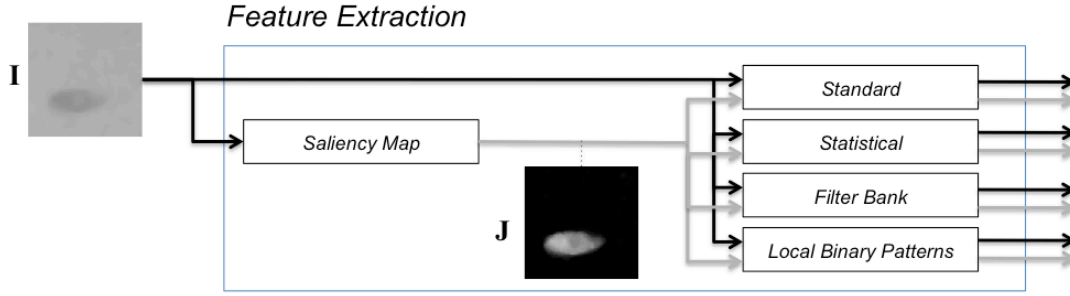 Feature Extraction
I
Standard
Saliency Map
Statistical
Filter Bank
J
Local Binary Patterns